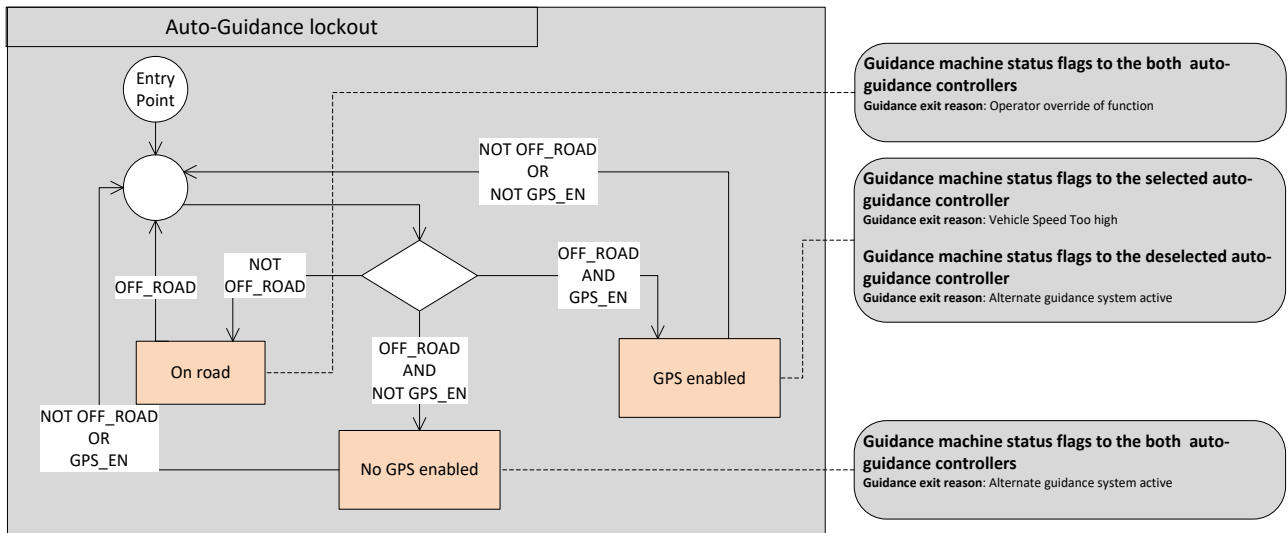 Auto-Guidance lockout
Entry
Point
NOT OFF_ROAD
OR
NOT GPS_EN
OFF_ROAD
NOT
OFF_ROAD
OFF_ROAD
AND
GPS_EN
On road
OFF_ROAD
AND
NOT GPS_EN
GPS enabled
NOT OFF_ROAD
OR
GPS_EN
No GPS enabled
Guidance machine status flags to the both auto-
guidance controllers
Guidance exit reason: Operator override of function
Guidance machine status flags to the selected auto-
guidance controller
Guidance exit reason: Vehicle Speed Too high
Guidance machine status flags to the deselected auto-
guidance controller
Guidance exit reason: Alternate guidance system active
Guidance machine status flags to the both auto-
guidance controllers
Guidance exit reason: Alternate guidance system active